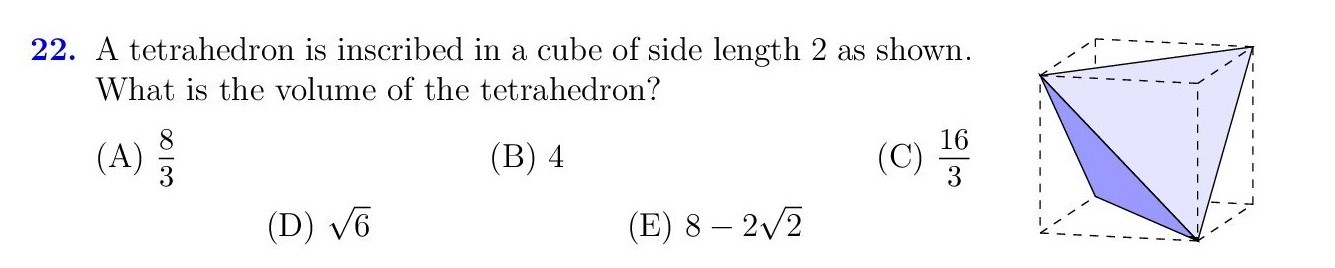 22. A tetrahedron is inscribed in a cube of side length 2 as shown.
What is the volume of the tetrahedron?
(A) 8/3 (B) 4 (C) 16/3
(D) √6 (E) 8 − 2√2